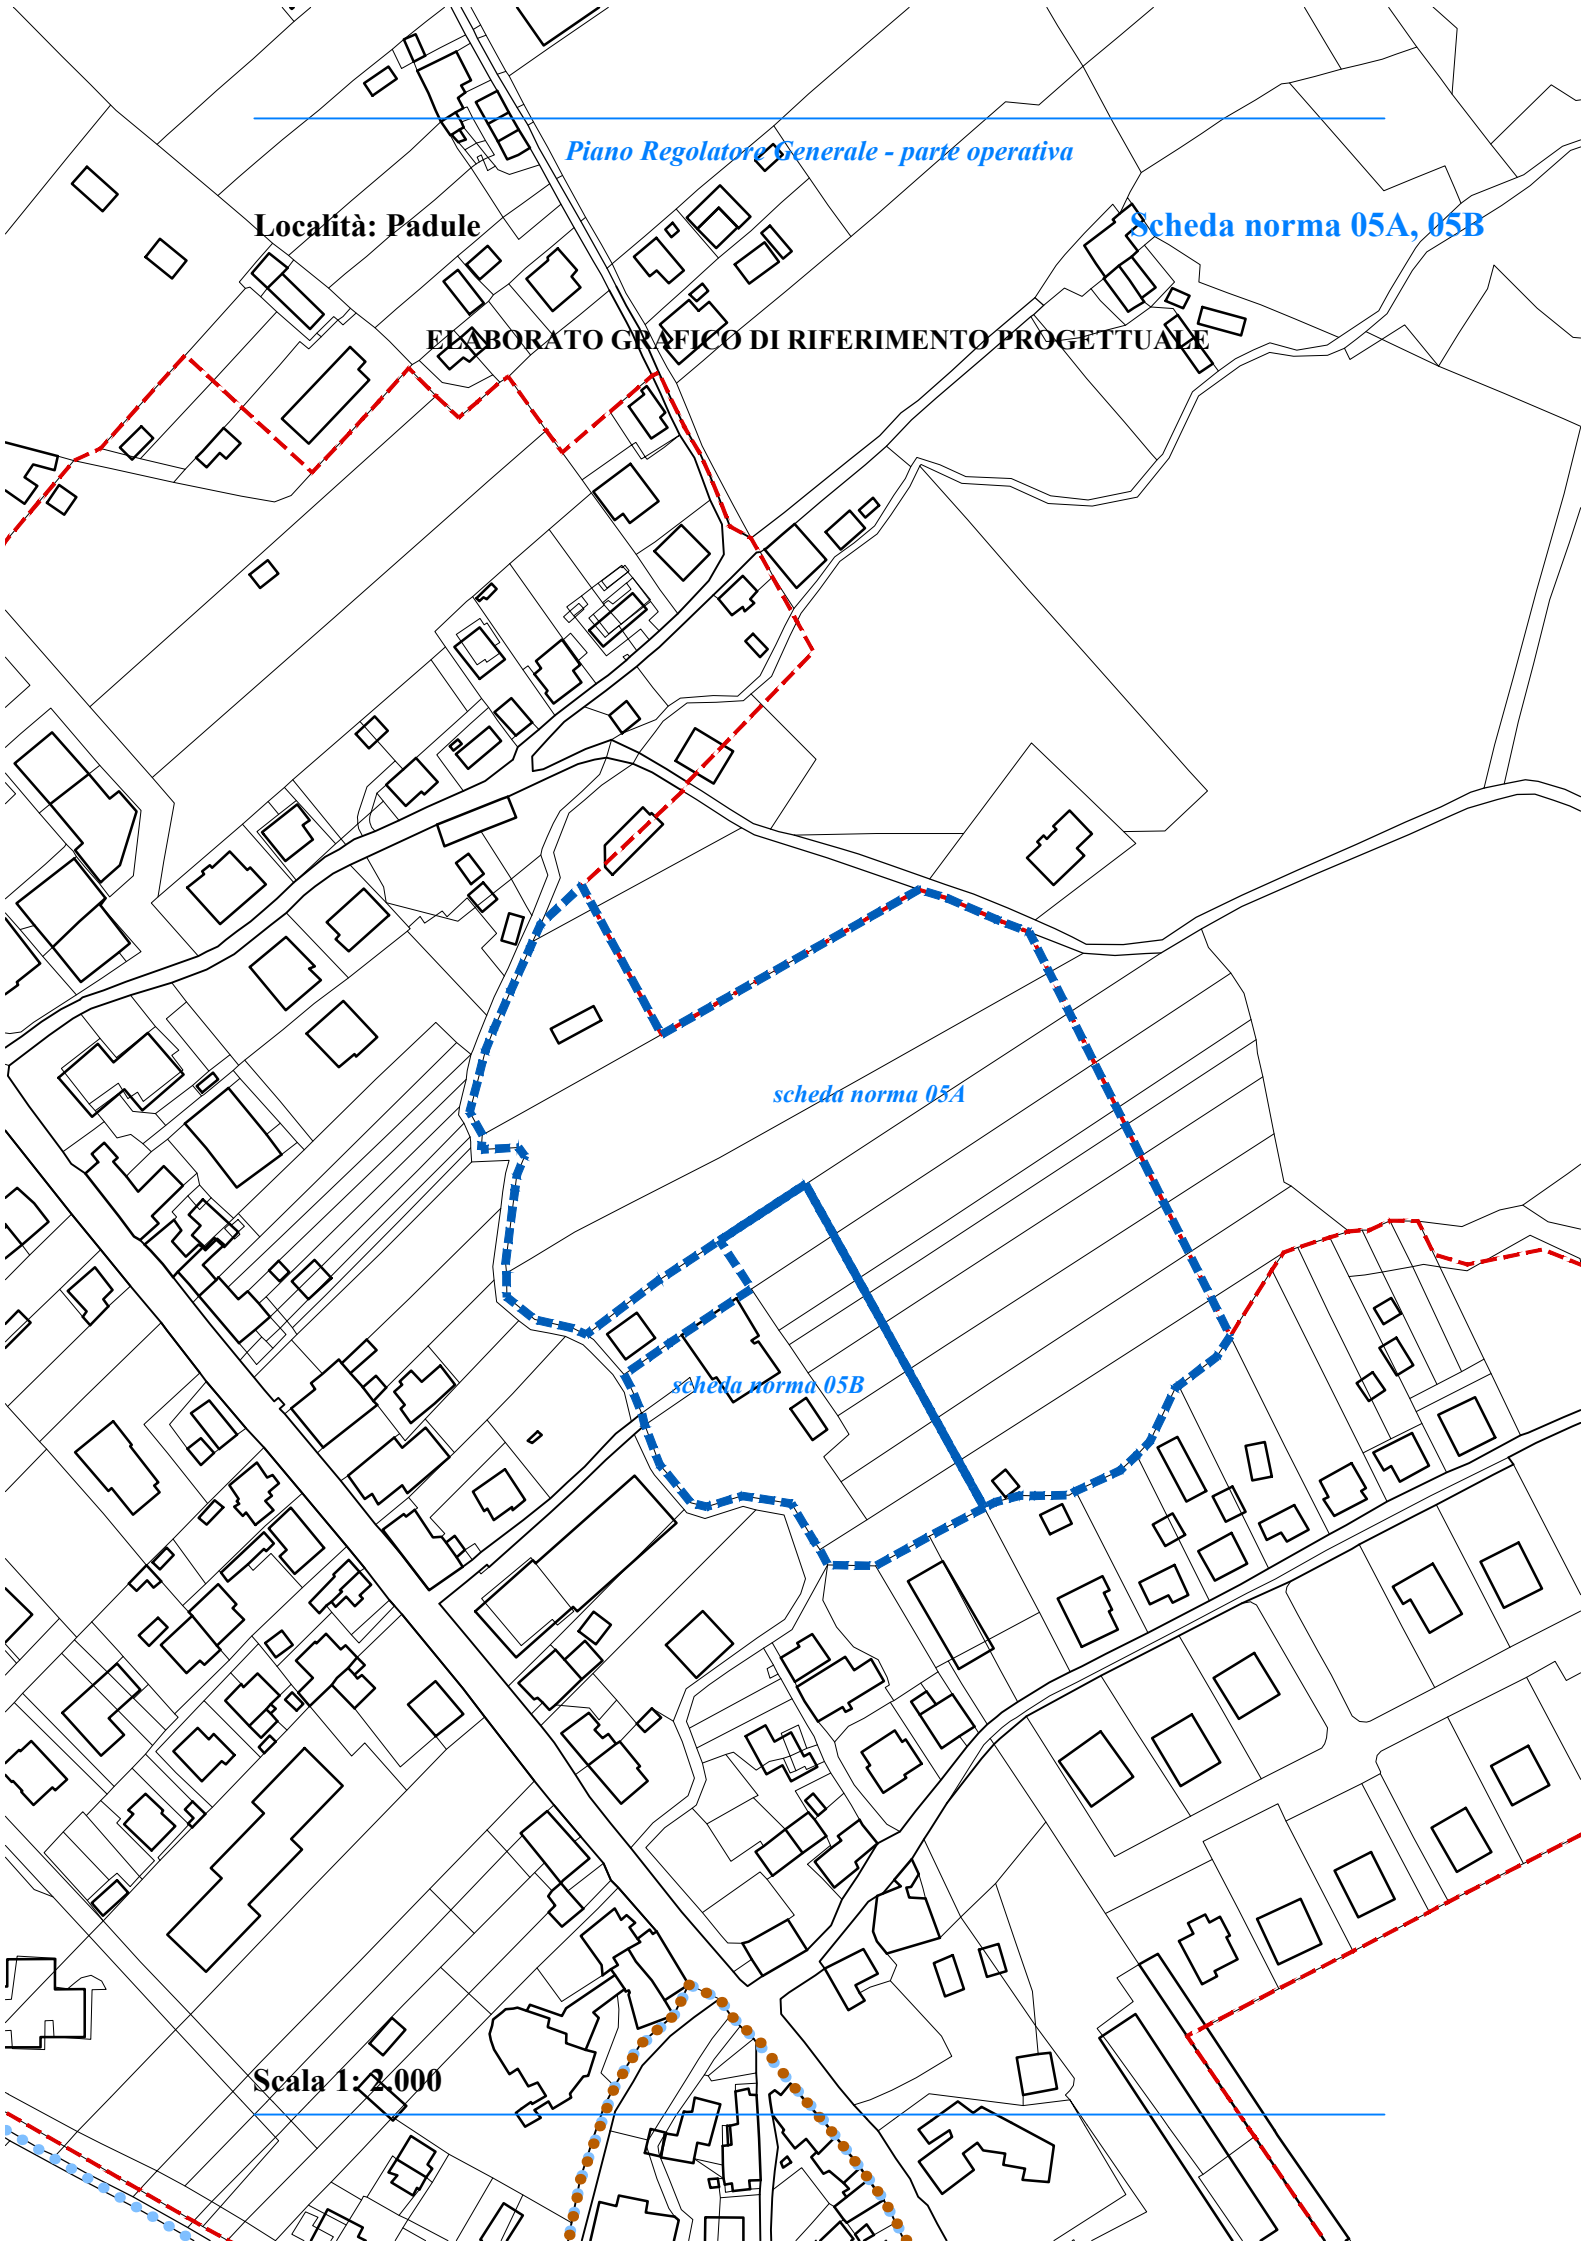 Piano Regolatore Generale - parte operativa
Località: Padule
Scheda norma 05A, 05B
ELABORATO GRAFICO DI RIFERIMENTO PROGETTUALE
scheda norma 05A
scheda norma 05B
Scala 1: 2.000